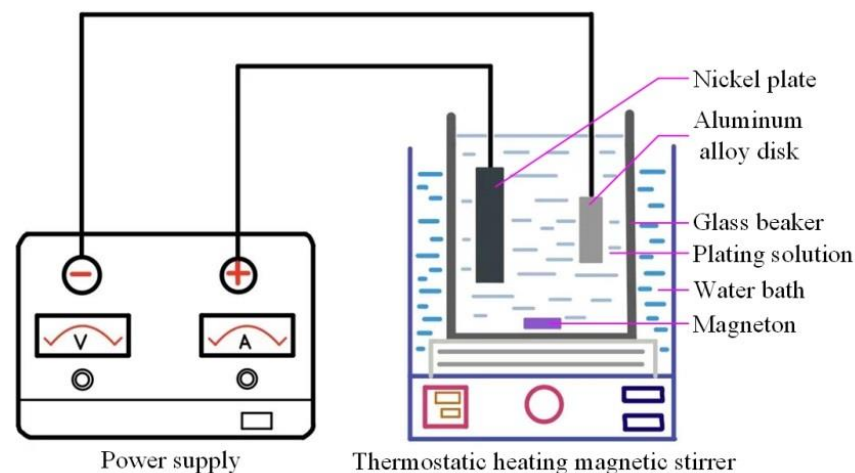 Nickel plate
Aluminum
alloy disk
Glass beaker
Plating solution
Water bath
Magneton
− +
V A
Power supply
Thermostatic heating magnetic stirrer